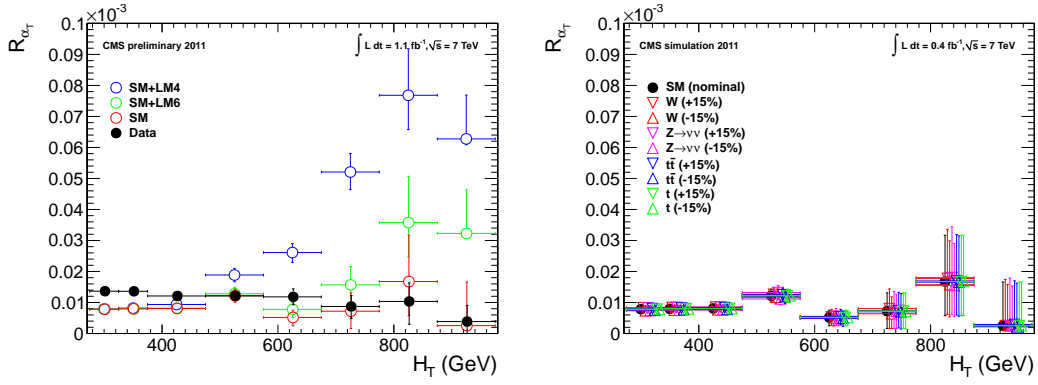 ×10⁻³
R_αT
0.1
0.09
0.08
0.07
0.06
0.05
0.04
0.03
0.02
0.01
0
CMS preliminary 2011
∫ L dt = 1.1 fb⁻¹, √s = 7 TeV
SM+LM4
SM+LM6
SM
Data
400 600 800
H_T (GeV)
×10⁻³
R_αT
0.1
0.09
0.08
0.07
0.06
0.05
0.04
0.03
0.02
0.01
0
CMS simulation 2011
∫ L dt = 0.4 fb⁻¹, √s = 7 TeV
SM (nominal)
W (+15%)
W (-15%)
Z→νν (+15%)
Z→νν (-15%)
tt̄ (+15%)
tt̄ (-15%)
t (+15%)
t (-15%)
400 600 800
H_T (GeV)